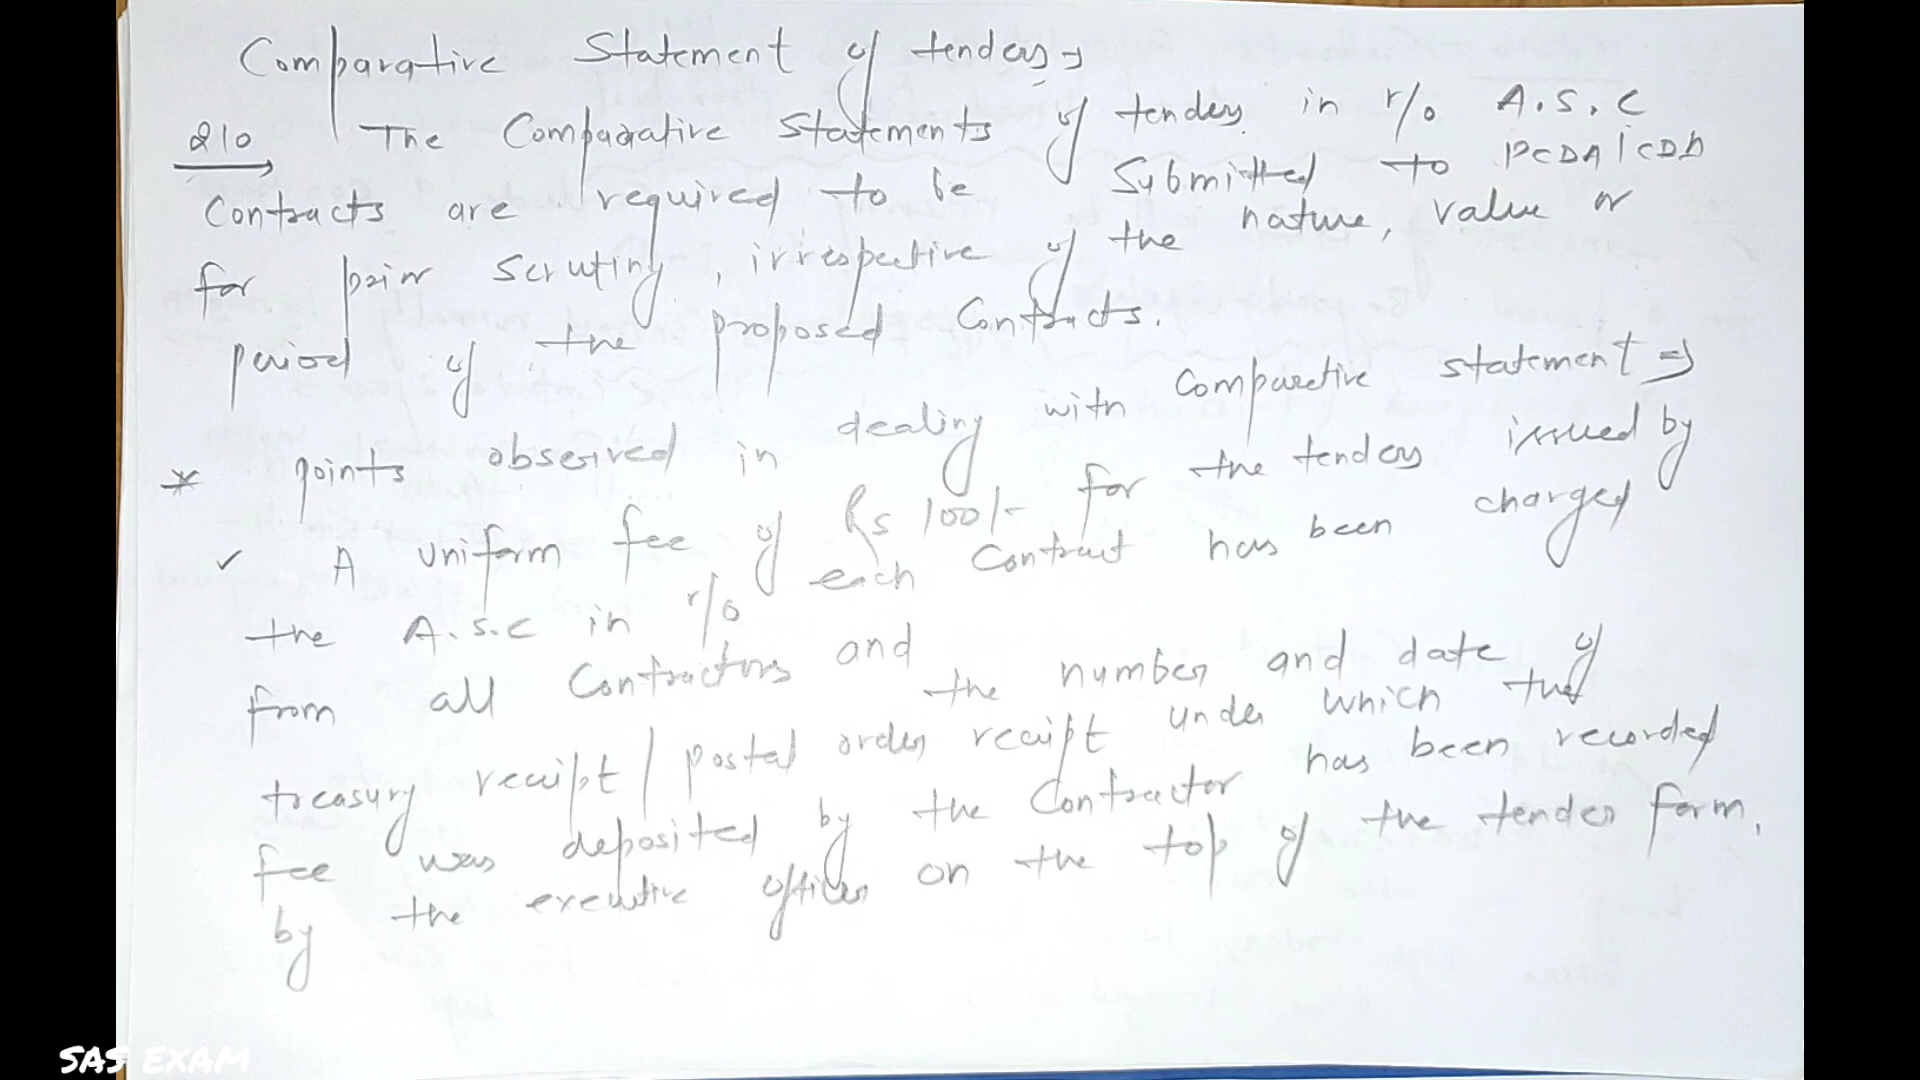 Comparative Statement of tenders →
210 The Comparative Statements of tenders in r/o A.S.C
Contracts are required to be Submitted to PCDA/CDA
for prior scrutiny, irrespective of the nature, value or
period of the proposed Contracts.
* points observed in dealing with Comparative statement ⇒
✓ A uniform fee of Rs 100/- for the tenders issued by
the A.S.C in r/o each Contract has been charged
from all Contractors and the number and date of
treasury receipt / postal order receipt under which the
fee was deposited by the Contractor has been recorded
by the executive officer on the top of the tender form.
SAS EXAM